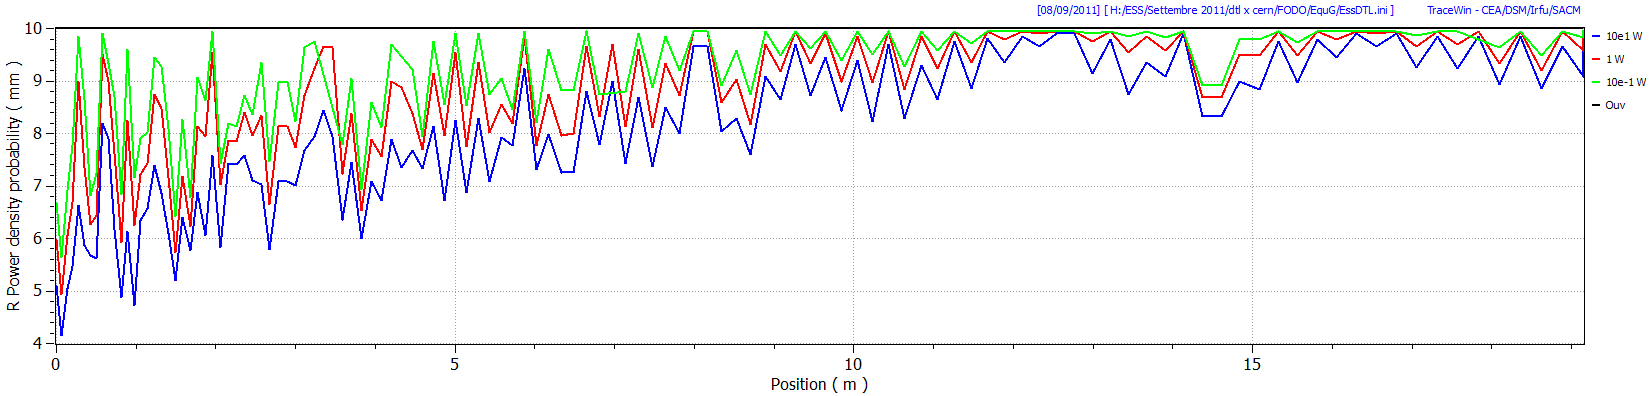 [08/09/2011] [ H:/ESS/Settembre 2011/dtl x cern/FODO/EquG/EssDTL.ini ] TraceWin - CEA/DSM/Irfu/SACM
R Power density probability ( mm )
10
9
8
7
6
5
4
0 5 10 15
Position ( m )
10e1 W
1 W
10e-1 W
Ouv